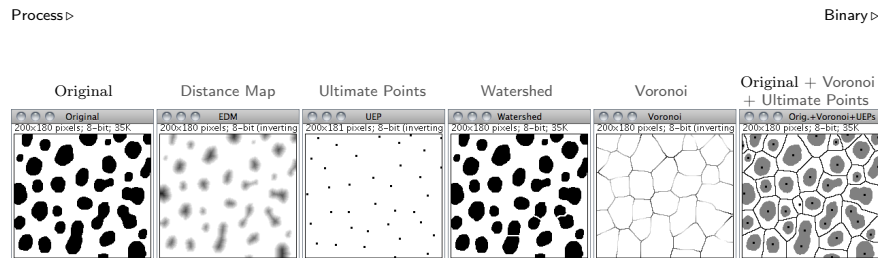 Process▷ Binary▷
Original Distance Map Ultimate Points Watershed Voronoi Original + Voronoi
+ Ultimate Points
Original EDM UEP Watershed Voronoi Orig.+Voronoi+UEPs
200x180 pixels; 8-bit; 35K 200x180 pixels; 8-bit (inverting 200x181 pixels; 8-bit (inverting 200x180 pixels; 8-bit; 35K 200x180 pixels; 8-bit (inverting 200x180 pixels; 8-bit; 35K